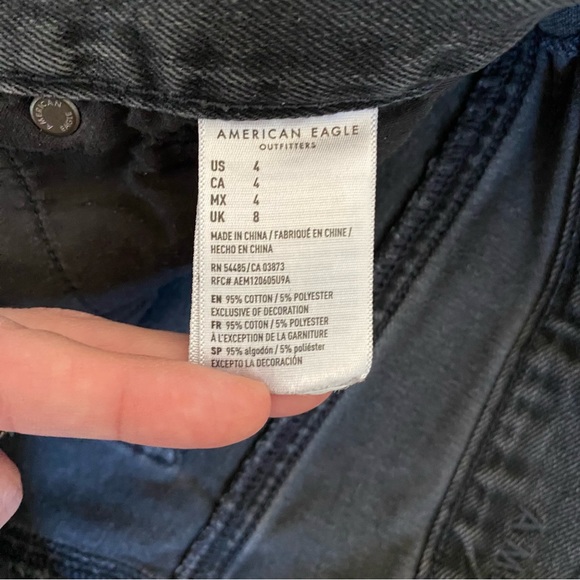 AMERICAN EAGLE
OUTFITTERS
US 4
CA 4
MX 4
UK 8
MADE IN CHINA / FABRIQUÉ EN CHINE /
HECHO EN CHINA
RN 54485/CA 03873
RFC# AEM120605U9A
EN 95% COTTON / 5% POLYESTER
EXCLUSIVE OF DECORATION
FR 95% COTON / 5% POLYESTER
À L'EXCEPTION DE LA GARNITURE
SP 95% algodón / 5% poliéster
EXCEPTO LA DECORACIÓN
AMERICAN
EAGLE